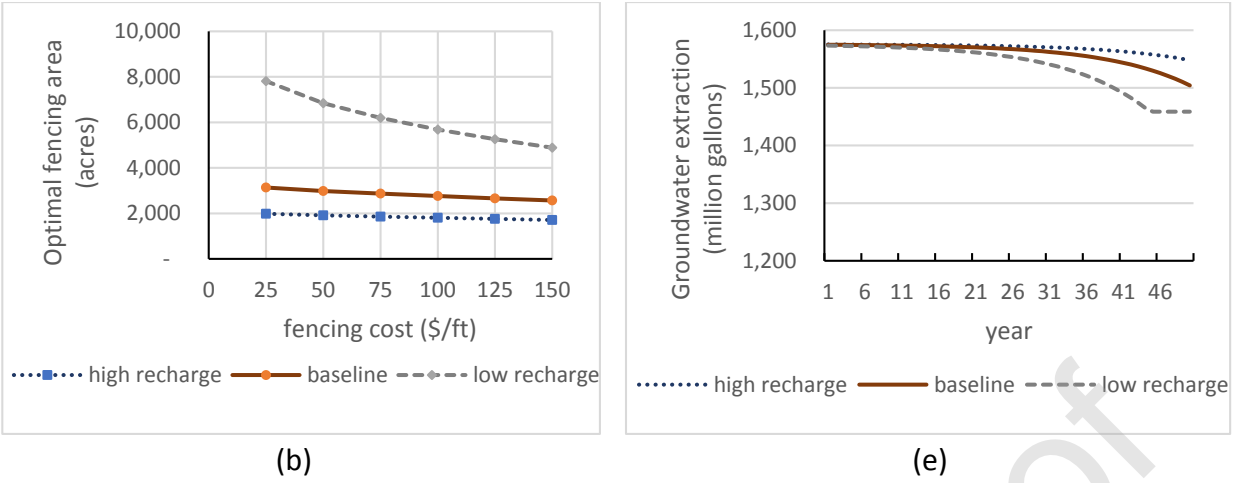 10,000
8,000
6,000
4,000
2,000
-
Optimal fencing area
(acres)
0 25 50 75 100 125 150
fencing cost ($/ft)
high recharge baseline low recharge
(b)
1,600
1,500
1,400
1,300
1,200
Groundwater extraction
(million gallons)
1 6 11 16 21 26 31 36 41 46
year
high recharge baseline low recharge
(e)
of